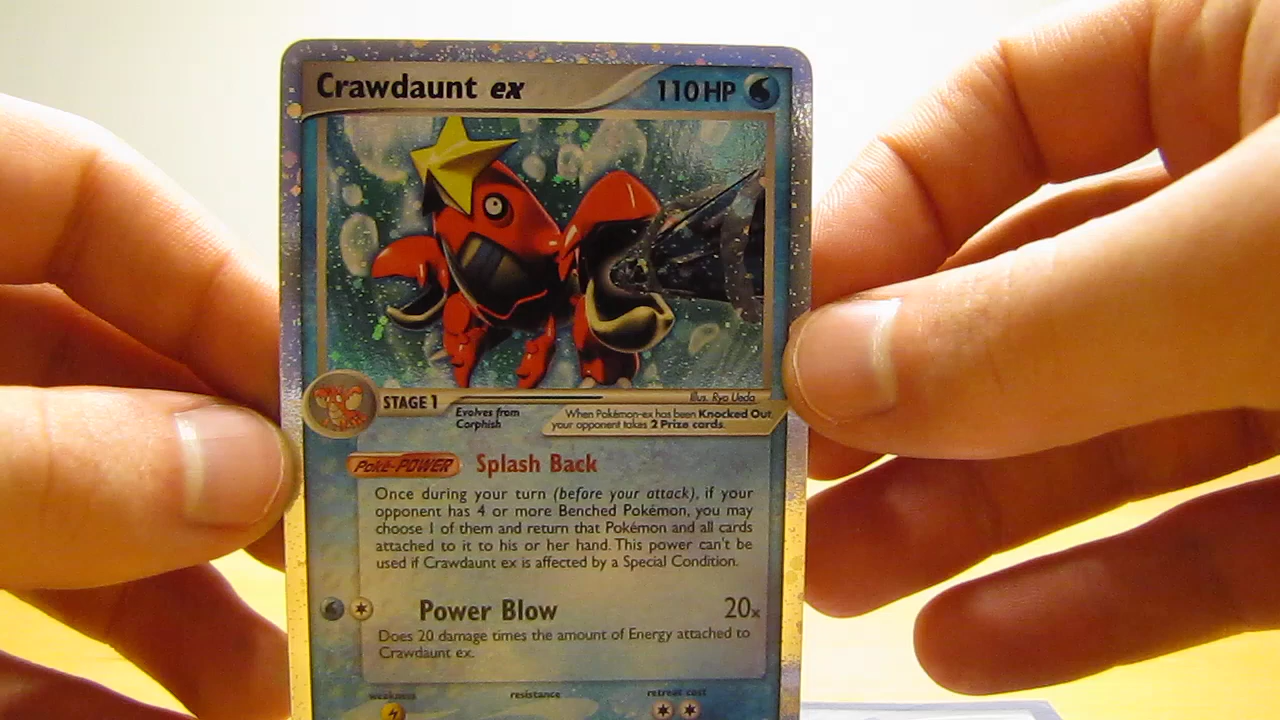 Crawdaunt ex 110 HP
Illus. Ryo Ueda
STAGE 1
Evolves from
Corphish
When Pokémon-ex has been Knocked Out,
your opponent takes 2 Prize cards.
Poké-POWER Splash Back
Once during your turn (before your attack), if your
opponent has 4 or more Benched Pokémon, you may
choose 1 of them and return that Pokémon and all cards
attached to it to his or her hand. This power can't be
used if Crawdaunt ex is affected by a Special Condition.
Power Blow 20x
Does 20 damage times the amount of Energy attached to
Crawdaunt ex.
weakness resistance retreat cost